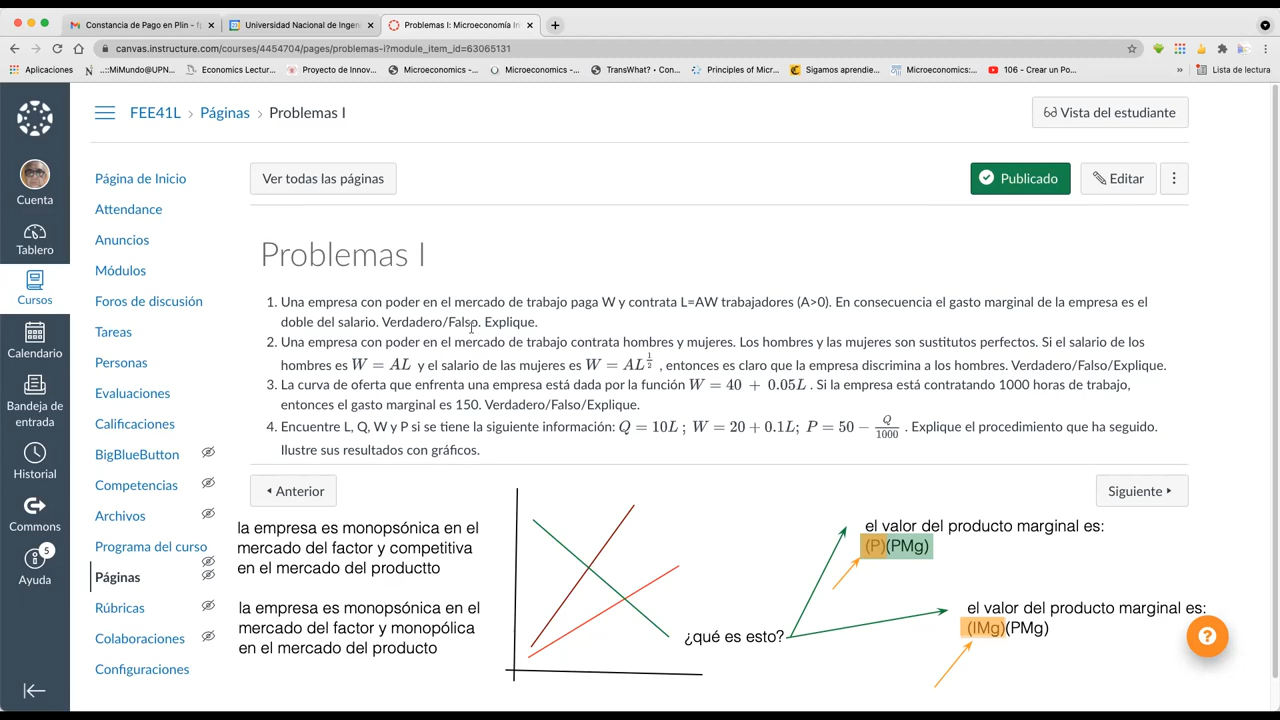 Constancia de Pago en Plin - f
Universidad Nacional de Ingeni
Problemas I: Microeconomía In
canvas.instructure.com/courses/4454704/pages/problemas-i?module_item_id=63065131
Aplicaciones
...:MiMundo@UPN...
Economics Lectur...
Proyecto de Innov...
Microeconomics -...
Microeconomics:...
TransWhat? · Con...
Principles of Micr...
Sigamos aprendie...
Microeconomic:...
106 - Crear un Po...
»
Lista de lectura
FEE41L > Páginas > Problemas I
Vista del estudiante
Cuenta
Tablero
Cursos
Calendario
Bandeja de
entrada
Historial
Commons
5
Ayuda
Página de Inicio
Attendance
Anuncios
Módulos
Foros de discusión
Tareas
Personas
Evaluaciones
Calificaciones
BigBlueButton
Competencias
Archivos
Programa del curso
Páginas
Rúbricas
Colaboraciones
Configuraciones
Ver todas las páginas
Publicado
Editar
Problemas I
1. Una empresa con poder en el mercado de trabajo paga W y contrata L=AW trabajadores (A>0). En consecuencia el gasto marginal de la empresa es el
doble del salario. Verdadero/Falso. Explique.
2. Una empresa con poder en el mercado de trabajo contrata hombres y mujeres. Los hombres y las mujeres son sustitutos perfectos. Si el salario de los
hombres es W = AL y el salario de las mujeres es W = AL^{1/2} , entonces es claro que la empresa discrimina a los hombres. Verdadero/Falso/Explique.
3. La curva de oferta que enfrenta una empresa está dada por la función W = 40 + 0.05L . Si la empresa está contratando 1000 horas de trabajo,
entonces el gasto marginal es 150. Verdadero/Falso/Explique.
4. Encuentre L, Q, W y P si se tiene la siguiente información: Q = 10L ; W = 20 + 0.1L; P = 50 − Q/1000 . Explique el procedimiento que ha seguido.
Ilustre sus resultados con gráficos.
Anterior
Siguiente
la empresa es monopsónica en el
mercado del factor y competitiva
en el mercado del productto
la empresa es monopsónica en el
mercado del factor y monopólica
en el mercado del producto
¿qué es esto?
el valor del producto marginal es:
(P)(PMg)
el valor del producto marginal es:
(IMg)(PMg)
?